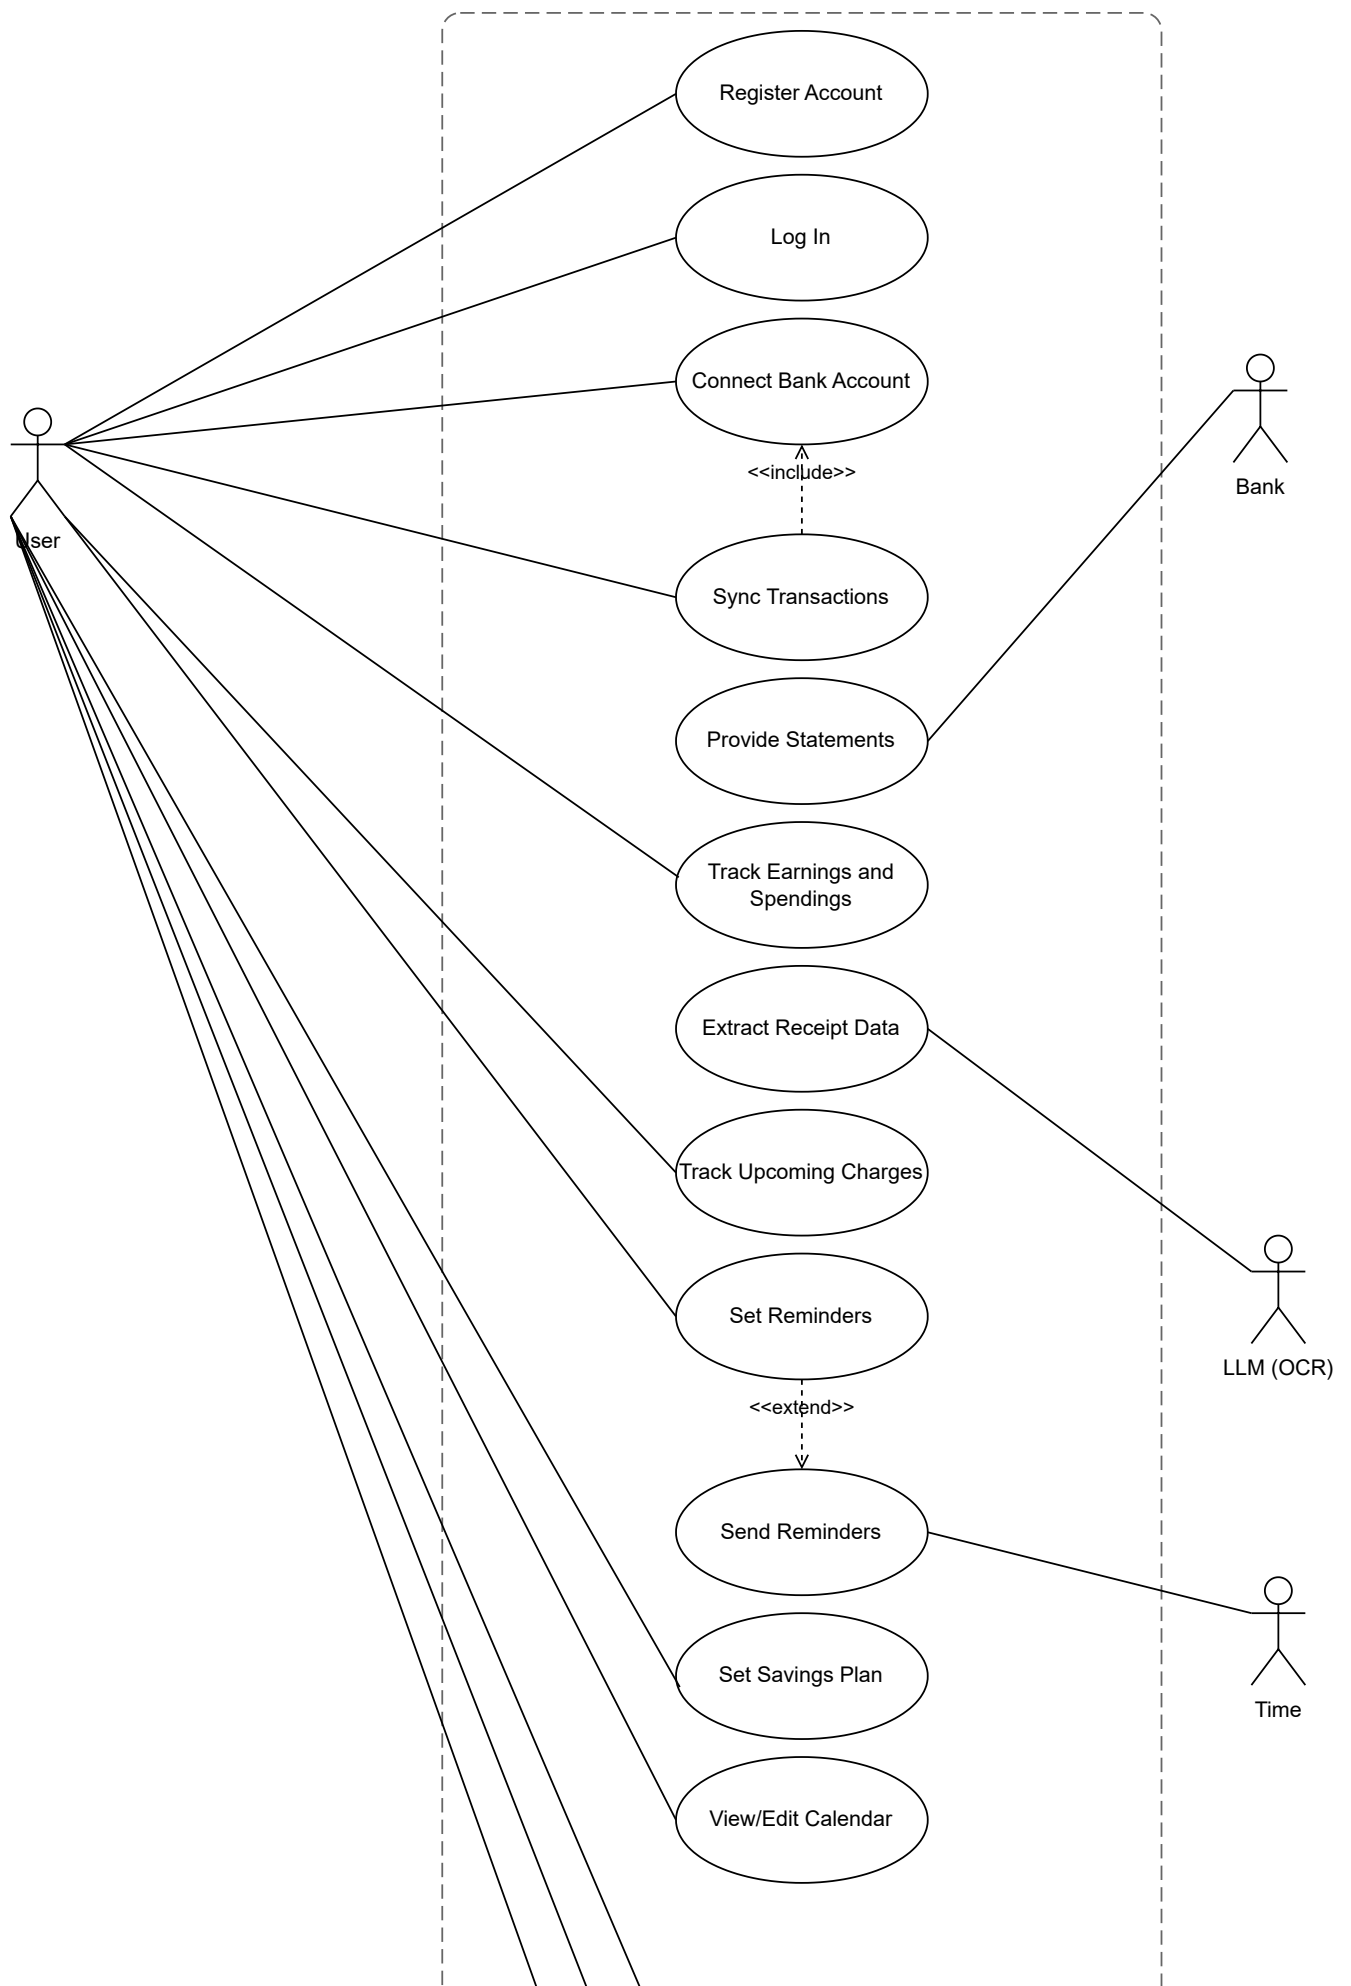 Register Account
Log In
Connect Bank Account
<<include>>
Bank
User
Sync Transactions
Provide Statements
Track Earnings and
Spendings
Extract Receipt Data
Track Upcoming Charges
Set Reminders
LLM (OCR)
<<extend>>
Send Reminders
Set Savings Plan
Time
View/Edit Calendar